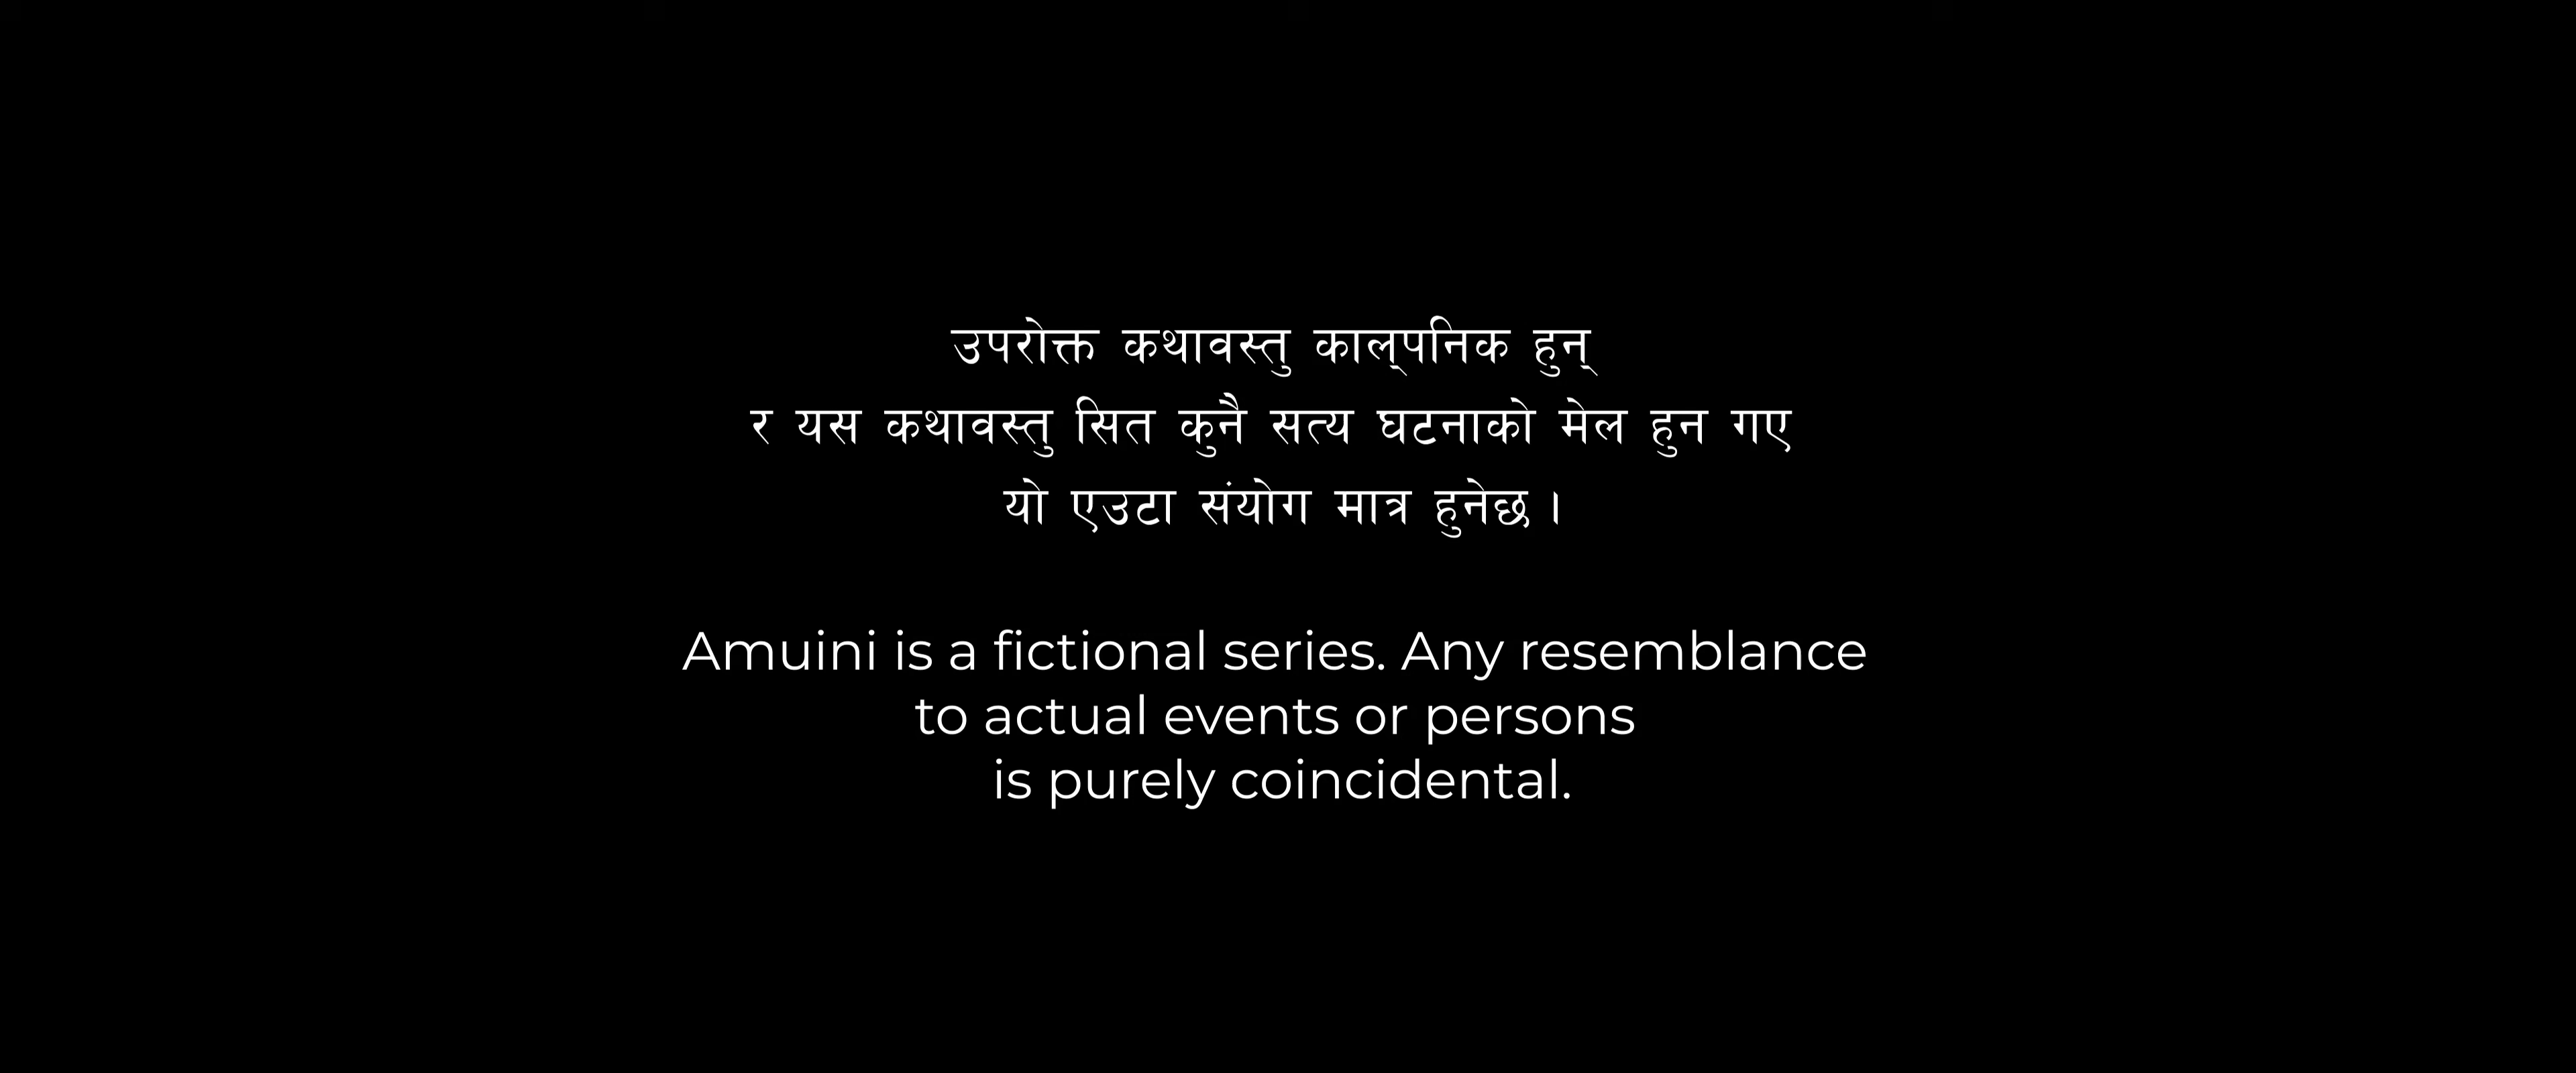 उपरोक्त कथावस्तु काल्‌पनिक हुन्
र यस कथावस्तु सित कुनै सत्य घटनाको मेल हुन गए
यो एउटा संयोग मात्र हुनेछ ।
Amuini is a fictional series. Any resemblance
to actual events or persons
is purely coincidental.